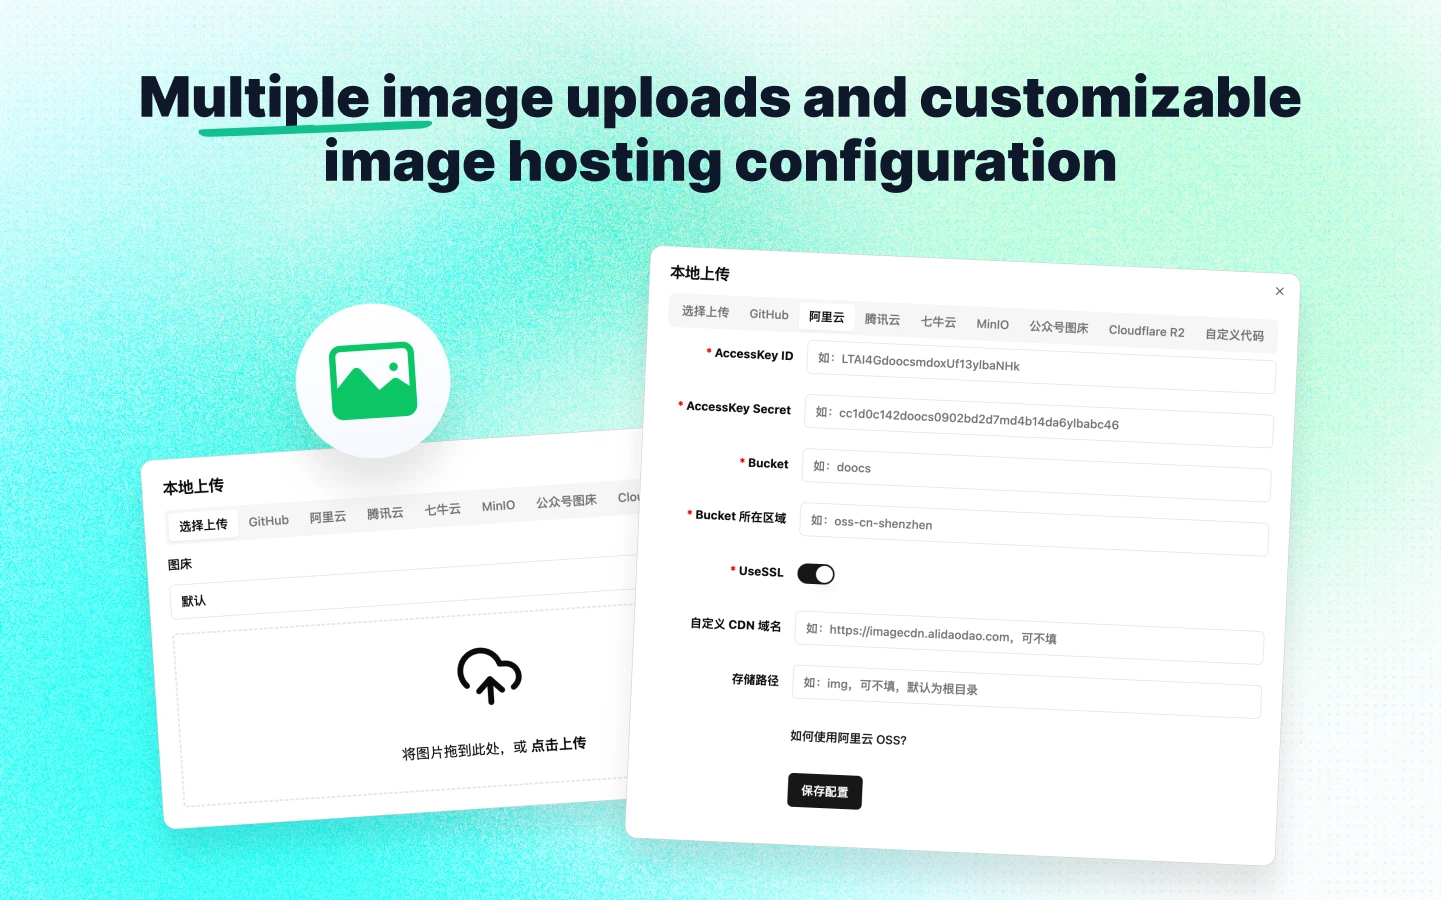 Multiple image uploads and customizable
image hosting configuration
本地上传
选择上传 GitHub 阿里云 腾讯云 七牛云 MinIO 公众号图床 Clou
图床
默认
将图片拖到此处，或 点击上传
本地上传
选择上传 GitHub 阿里云 腾讯云 七牛云 MinIO 公众号图床 Cloudflare R2 自定义代码
* AccessKey ID 如：LTAI4GdoocsmdoxUf13ylbaNHk
* AccessKey Secret 如：cc1d0c142doocs0902bd2d7md4b14da6ylbabc46
* Bucket 如：doocs
* Bucket 所在区域 如：oss-cn-shenzhen
* UseSSL
自定义 CDN 域名 如：https://imagecdn.alidaodao.com，可不填
存储路径 如：img，可不填，默认为根目录
如何使用阿里云 OSS?
保存配置